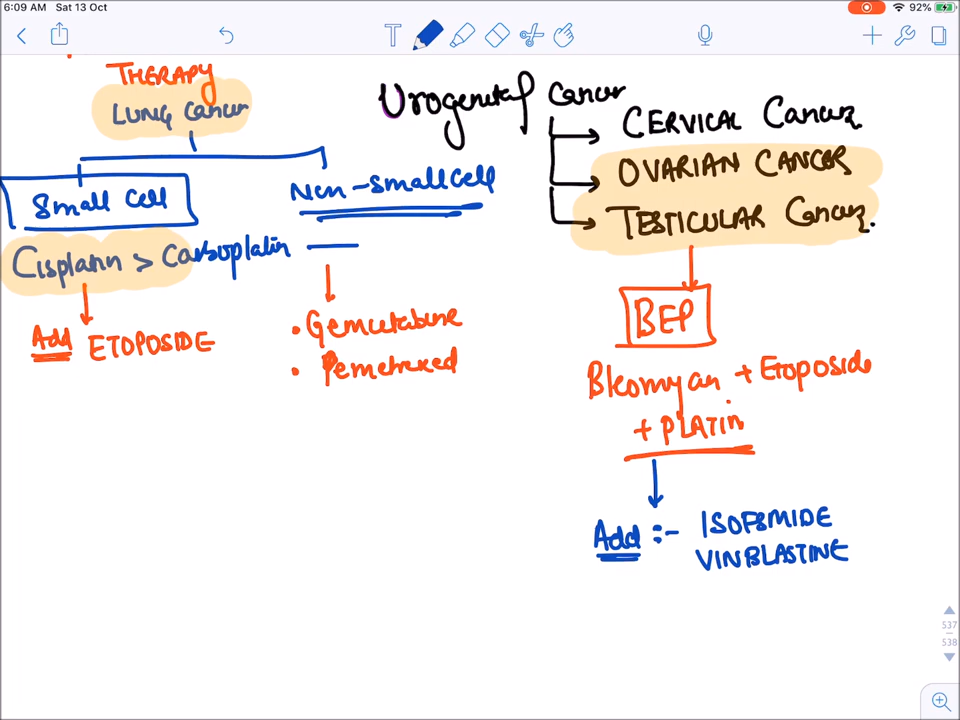 6:09 AM Sat 13 Oct
92%
T
THERAPY
LUNG Cancer
Small Cell
Non-Small Cell
Cisplatin > Carboplatin
Add ETOPOSIDE
• Gemcitabine
• Pemetrexed
Urogenital Cancer
CERVICAL Cancer
OVARIAN CANCER
TESTICULAR Cancer.
BEP
Bleomycin + Etoposide
+ PLATIN
Add :- ISOFSMIDE
VINBLASTINE
537
538